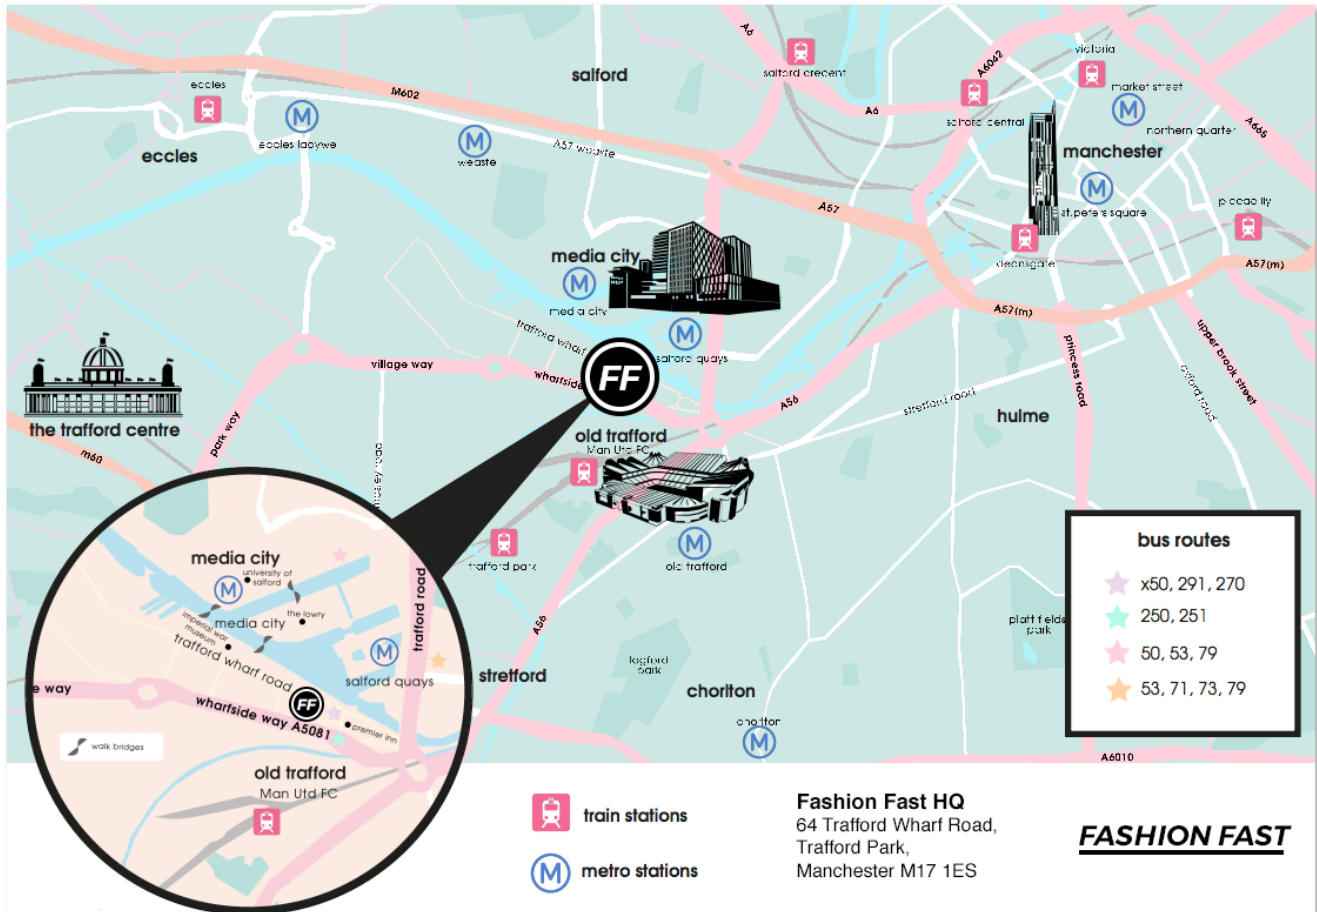 A6
victoria
salford crecent
A6042
eccles
M602
salford
market street
A6
A665
salford central
northern quarter
eccles ladywe
eccles
weaste
A57 weaste
manchester
st.peters square
piccadilly
A57
deansgate
A57(m)
media city
media city
A57(m)
trafford wharf
salford quays
princess road
upper brook street
village way
wharfside
FF
oxford road
the trafford centre
park way
A56
stretford road
hulme
old trafford
Man Utd FC
m60
mosley road
trafford park
old trafford
A56
stretford
chorlton
chorlton
platt fields
park
A6010
bus routes
x50, 291, 270
250, 251
50, 53, 79
53, 71, 73, 79
media city
university of
salford
trafford road
the lowry
imperial war
museum
media city
trafford wharf road
salford quays
e way
FF
wharfside way A5081
premier inn
walk bridges
old trafford
Man Utd FC
train stations
M metro stations
Fashion Fast HQ
64 Trafford Wharf Road,
Trafford Park,
Manchester M17 1ES
FASHION FAST